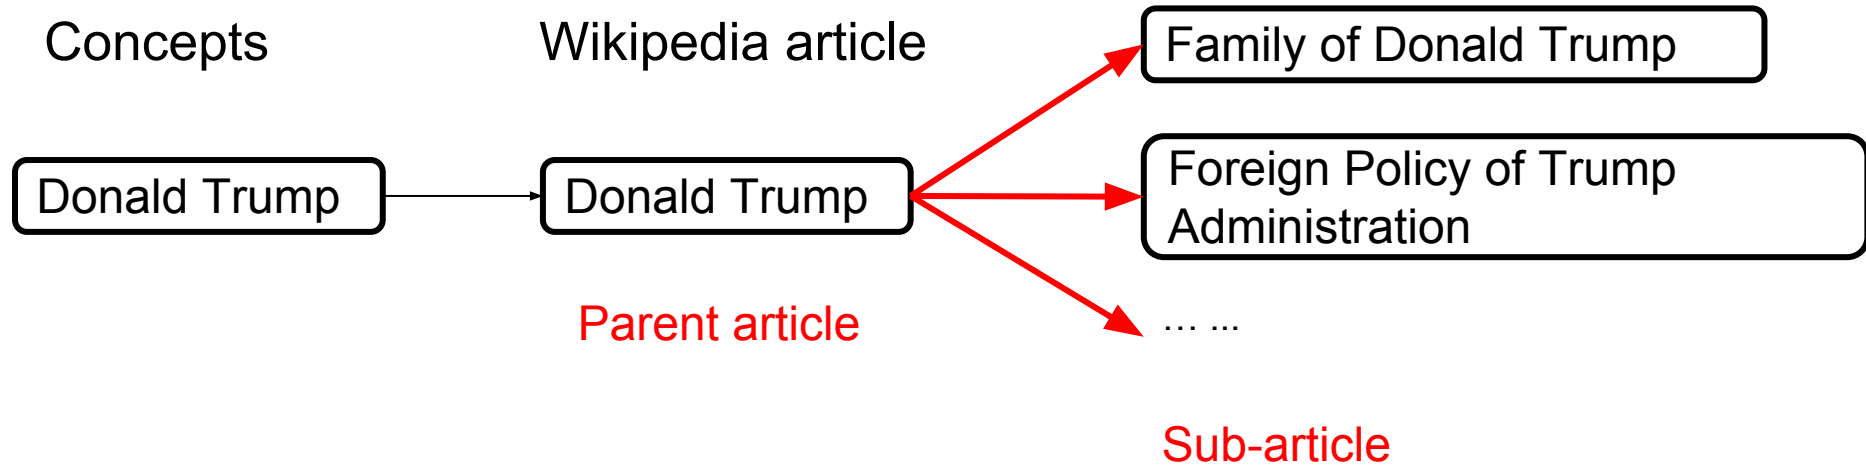 Concepts
Wikipedia article
Family of Donald Trump
Donald Trump
Donald Trump
Foreign Policy of Trump
Administration
Parent article
… ...
Sub-article